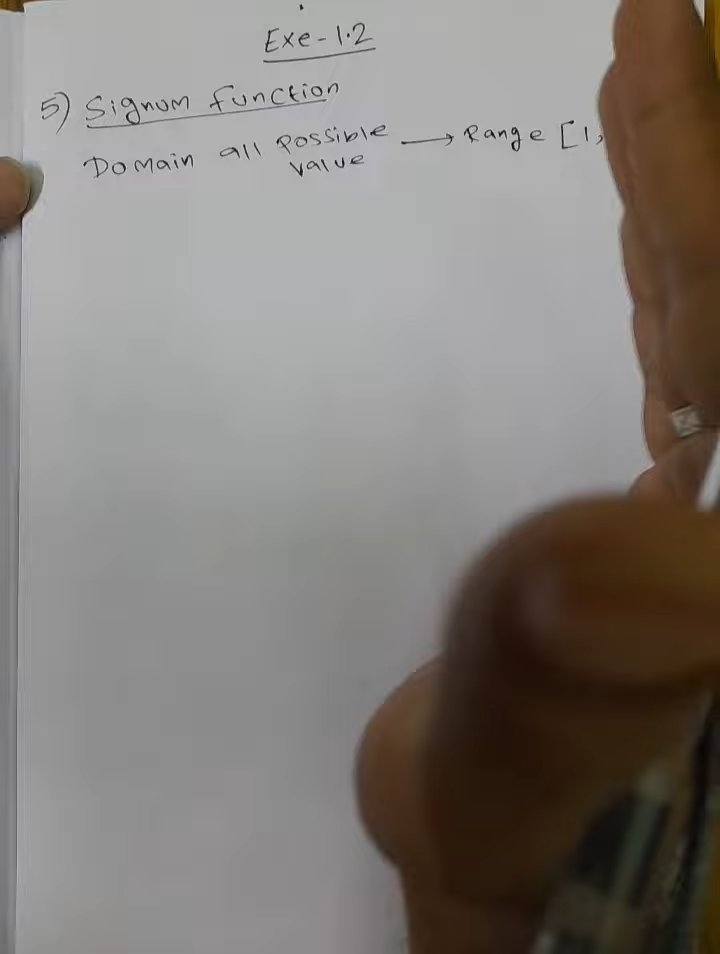 Exe-1.2
5) Signum function
Domain all possible value → Range [1,